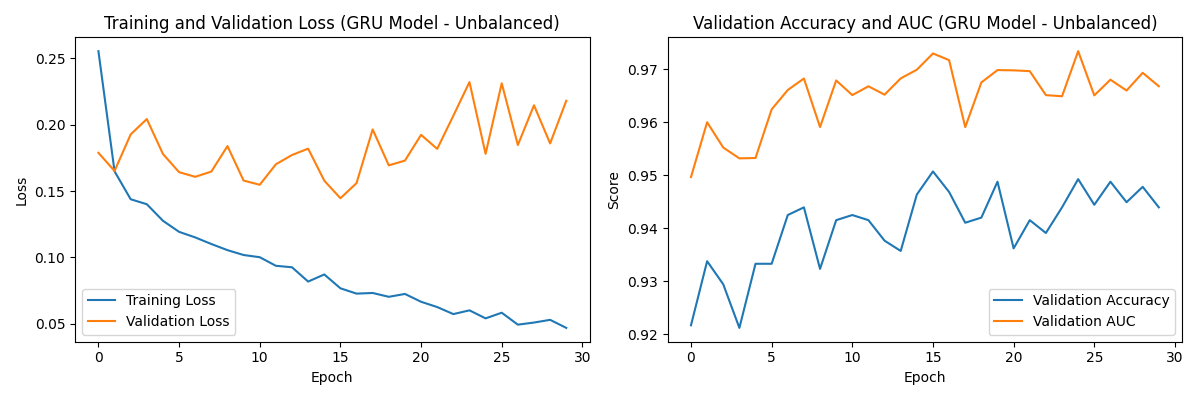 Training and Validation Loss (GRU Model - Unbalanced)
Loss
0.25
0.20
0.15
0.10
0.05
Training Loss
Validation Loss
0 5 10 15 20 25 30
Epoch
Validation Accuracy and AUC (GRU Model - Unbalanced)
Score
0.97
0.96
0.95
0.94
0.93
0.92
Validation Accuracy
Validation AUC
0 5 10 15 20 25 30
Epoch